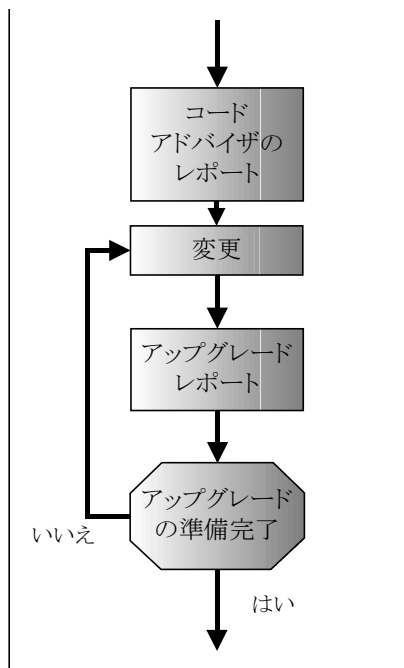 コード
アドバイザの
レポート
変更
アップグレード
レポート
アップグレード
の準備完了
いいえ
はい